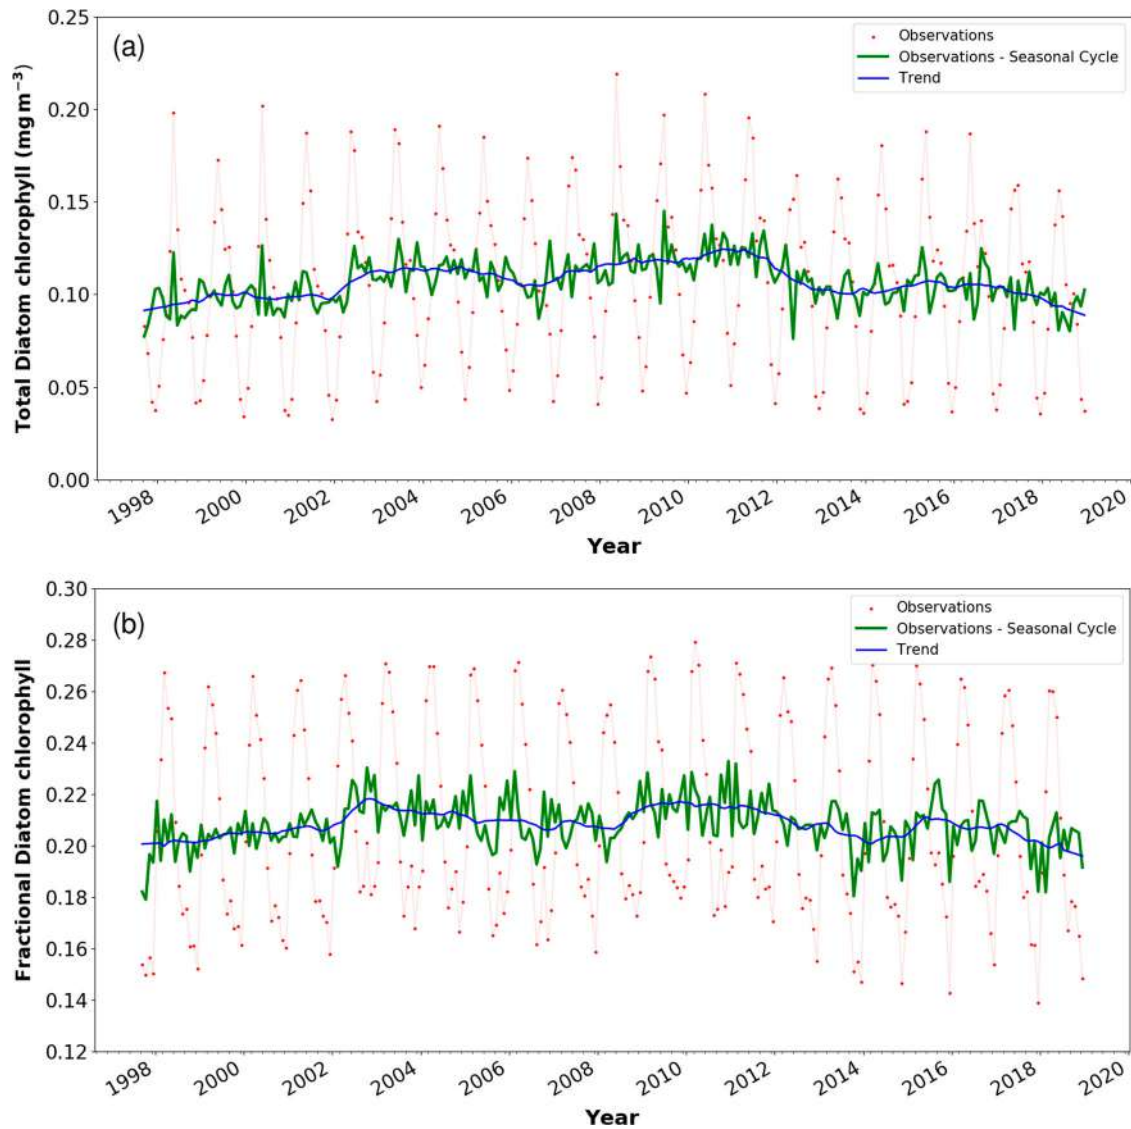 (a)
Observations
Observations - Seasonal Cycle
Trend
Total Diatom chlorophyll (mg m⁻³)
0.25
0.20
0.15
0.10
0.05
0.00
1998 2000 2002 2004 2006 2008 2010 2012 2014 2016 2018 2020
Year
(b)
Observations
Observations - Seasonal Cycle
Trend
Fractional Diatom chlorophyll
0.30
0.28
0.26
0.24
0.22
0.20
0.18
0.16
0.14
0.12
1998 2000 2002 2004 2006 2008 2010 2012 2014 2016 2018 2020
Year